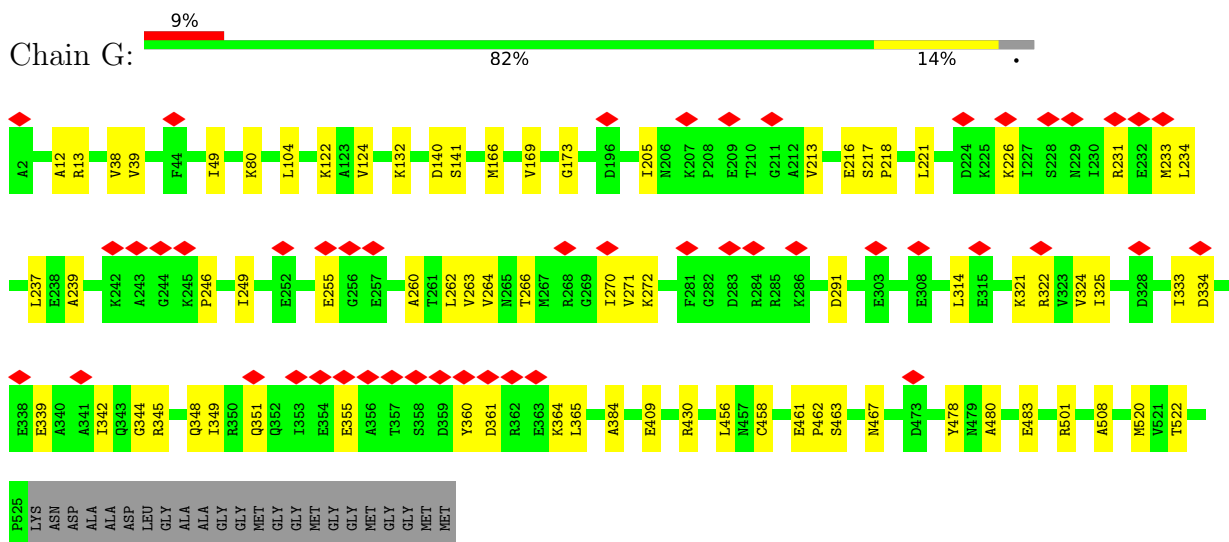 9%
Chain G:
82% 14% •
A2 A12 R13 V38 V39 F44 I49 K80 L104 K122 A123 V124 K132 D140 S141 M166 V169 G173 D196 I205 N206 K207 P208 E209 T210 G211 A212 V213 E216 S217 P218 L221 D224 K225 K226 I227 S228 N229 I230 R231 E232 M233 L234
L237 E238 A239 K242 A243 G244 K245 P246 I249 E252 E255 G256 E257 A260 T261 L262 V263 V264 N265 T266 M267 R268 G269 I270 V271 K272 F281 G282 D283 R284 R285 K286 D291 E303 E308 L314 E315 K321 R322 V323 V324 I325 D328 I333 D334
E338 E339 A340 A341 I342 Q343 G344 R345 Q348 I349 R350 Q351 Q352 I353 E354 E355 A356 T357 S358 D359 Y360 D361 R362 E363 K364 L365 A384 E409 R430 L456 N457 C458 E461 P462 S463 N467 D473 Y478 N479 A480 E483 R501 A508 M520 V521 T522
P525 LYS ASN ASP ALA ALA ASP LEU GLY ALA ALA GLY GLY MET GLY GLY MET GLY GLY MET GLY GLY MET MET